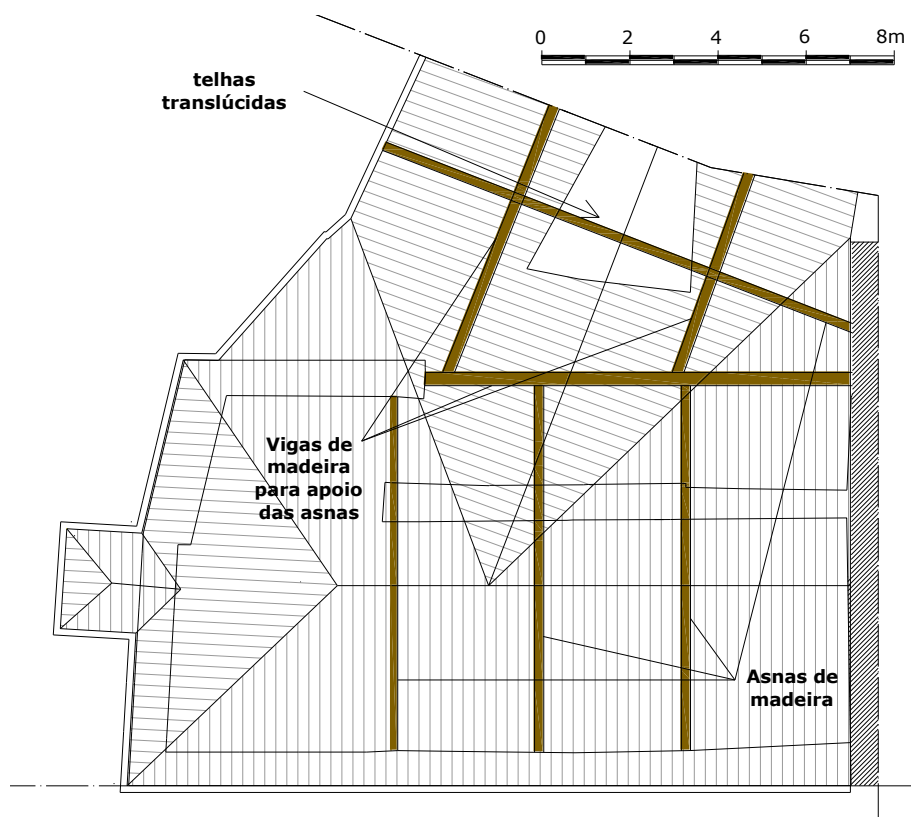 0 2 4 6 8m
telhas
translúcidas
Vigas de
madeira
para apoio
das asnas
Asnas de
madeira